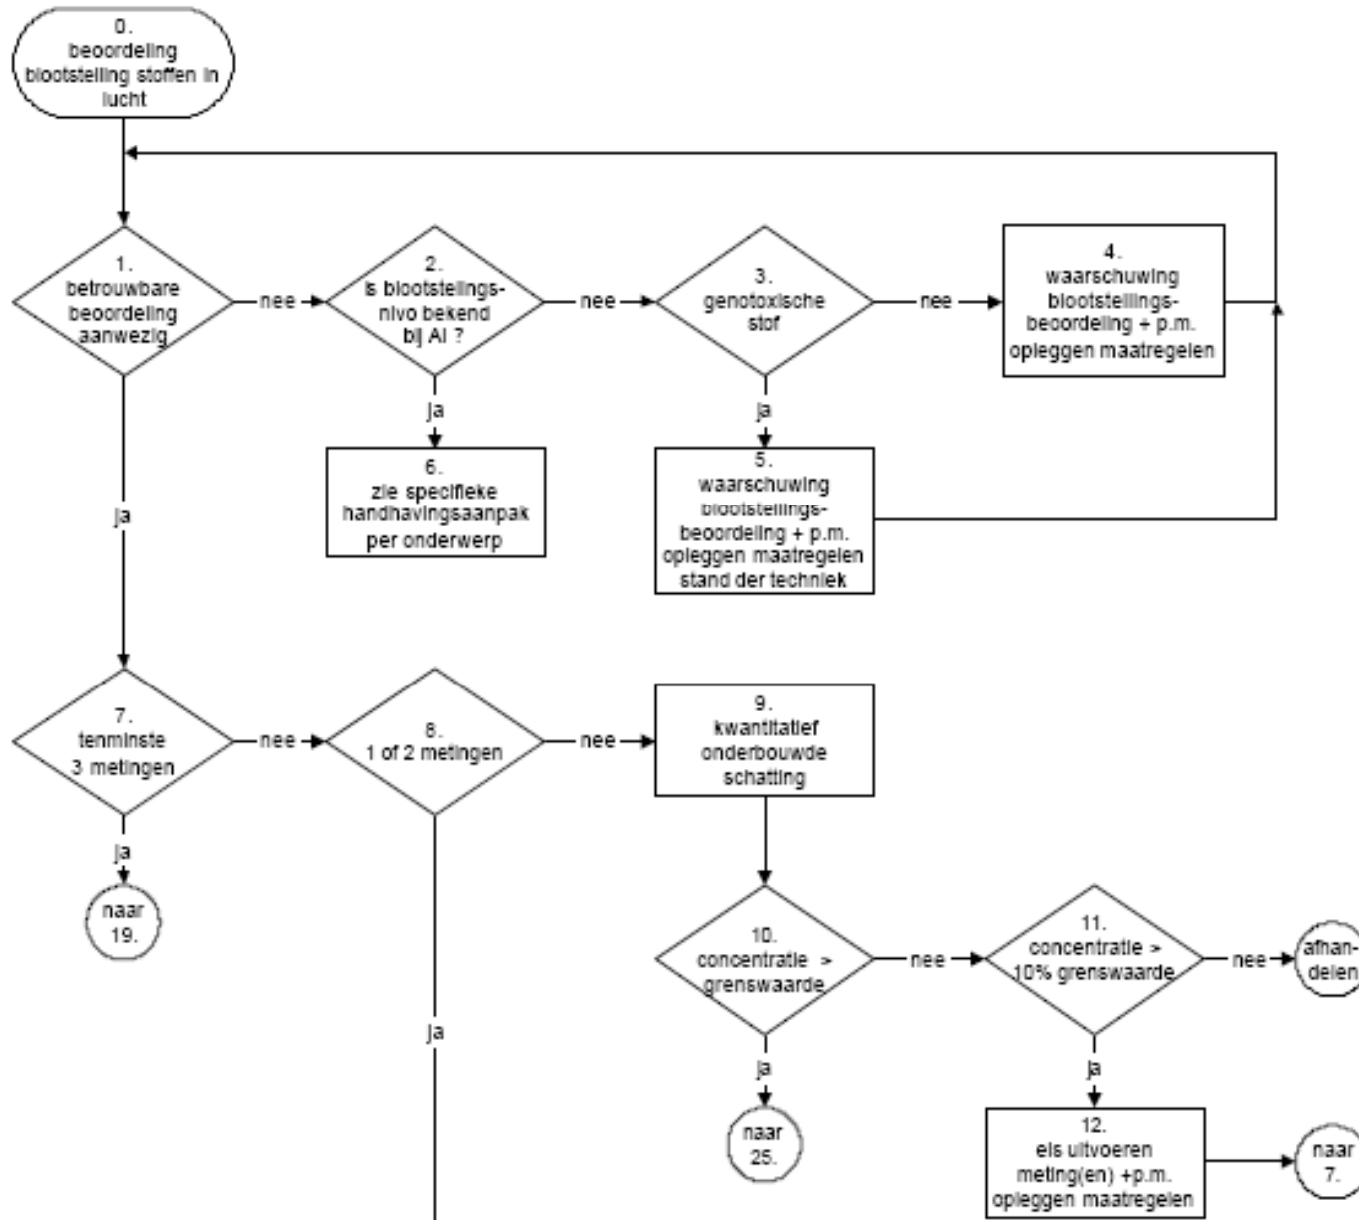 0.
beoordeling
blootstelling stoffen in
lucht
1.
betrouwbare
beoordeling
aanwezig
nee
2.
is blootstelings-
nivo bekend
bij AI ?
nee
3.
genotoxische
stof
nee
4.
waarschuwing
blootstellings-
beoordeling + p.m.
opleggen maatregelen
ja
ja
ja
6.
zie specifieke
handhavingsaanpak
per onderwerp
5.
waarschuwing
blootstellings-
beoordeling + p.m.
opleggen maatregelen
stand der techniek
7.
tenminste
3 metingen
nee
8.
1 of 2 metingen
nee
9.
kwantitatief
onderbouwde
schatting
ja
naar
19.
ja
10.
concentratie >
grenswaarde
nee
11.
concentratie >
10% grenswaarde
nee
afhan-
delen
ja
naar
25.
ja
12.
eis uitvoeren
meting(en) +p.m.
opleggen maatregelen
naar
7.